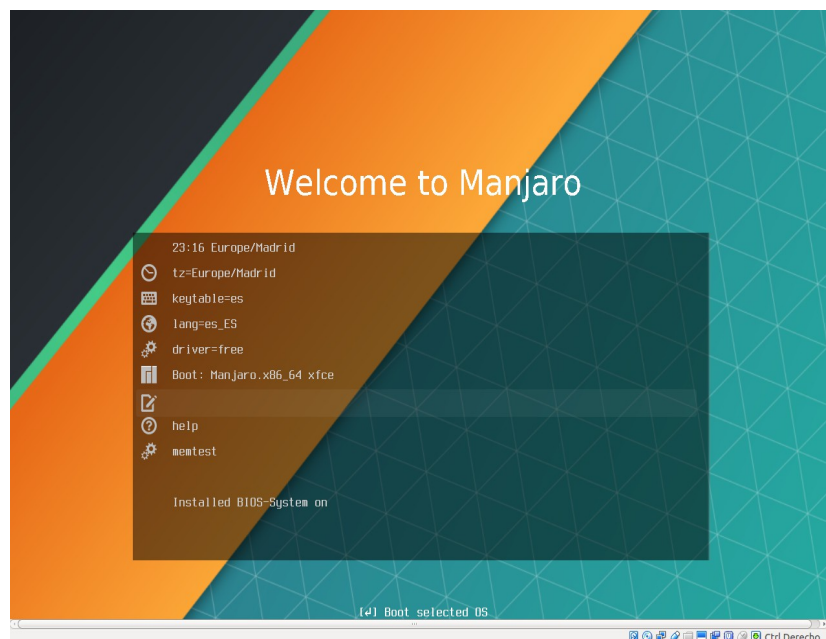 Welcome to Manjaro
23:16 Europe/Madrid
tz=Europe/Madrid
keytable=es
lang=es_ES
driver=free
Boot: Manjaro.x86_64 xfce
help
memtest
Installed BIOS-System on
[↲] Boot selected OS
Ctrl Derecho